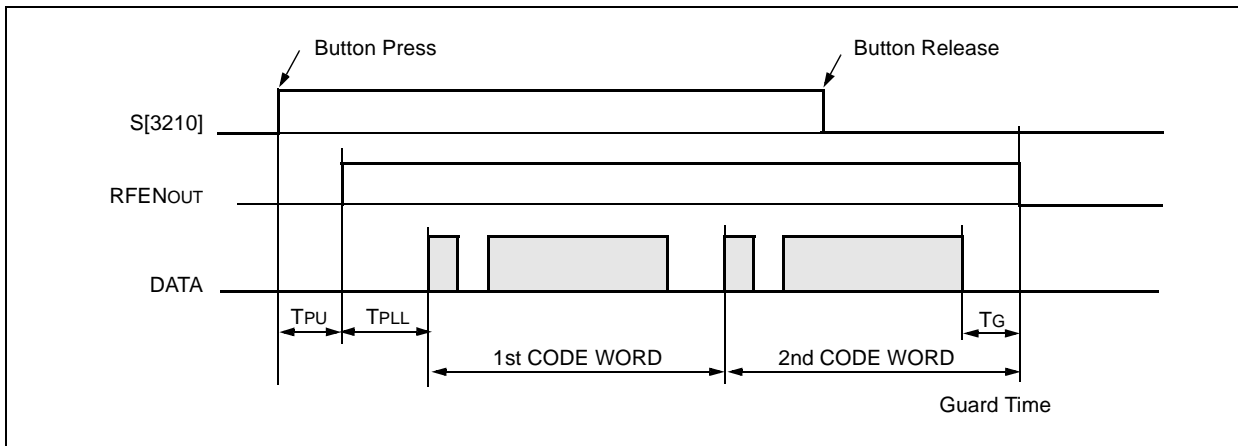 Button Press
Button Release
S[3210]
RFENOUT
DATA
TPU
TPLL
TG
1st CODE WORD
2nd CODE WORD
Guard Time